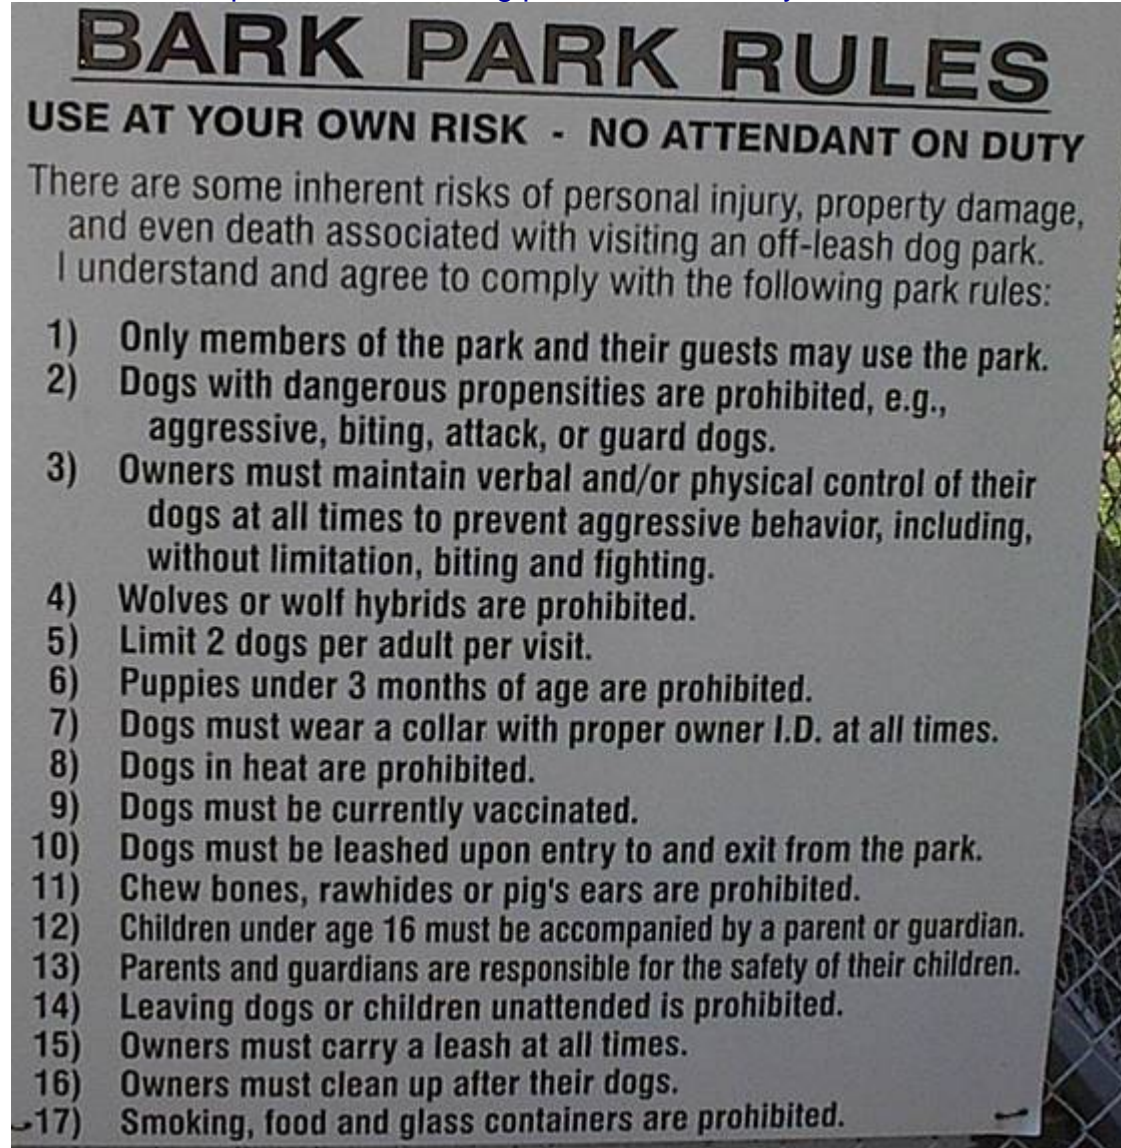 BARK PARK RULES
USE AT YOUR OWN RISK - NO ATTENDANT ON DUTY
There are some inherent risks of personal injury, property damage,
and even death associated with visiting an off-leash dog park.
I understand and agree to comply with the following park rules:
1) Only members of the park and their guests may use the park.
2) Dogs with dangerous propensities are prohibited, e.g.,
aggressive, biting, attack, or guard dogs.
3) Owners must maintain verbal and/or physical control of their
dogs at all times to prevent aggressive behavior, including,
without limitation, biting and fighting.
4) Wolves or wolf hybrids are prohibited.
5) Limit 2 dogs per adult per visit.
6) Puppies under 3 months of age are prohibited.
7) Dogs must wear a collar with proper owner I.D. at all times.
8) Dogs in heat are prohibited.
9) Dogs must be currently vaccinated.
10) Dogs must be leashed upon entry to and exit from the park.
11) Chew bones, rawhides or pig's ears are prohibited.
12) Children under age 16 must be accompanied by a parent or guardian.
13) Parents and guardians are responsible for the safety of their children.
14) Leaving dogs or children unattended is prohibited.
15) Owners must carry a leash at all times.
16) Owners must clean up after their dogs.
17) Smoking, food and glass containers are prohibited.